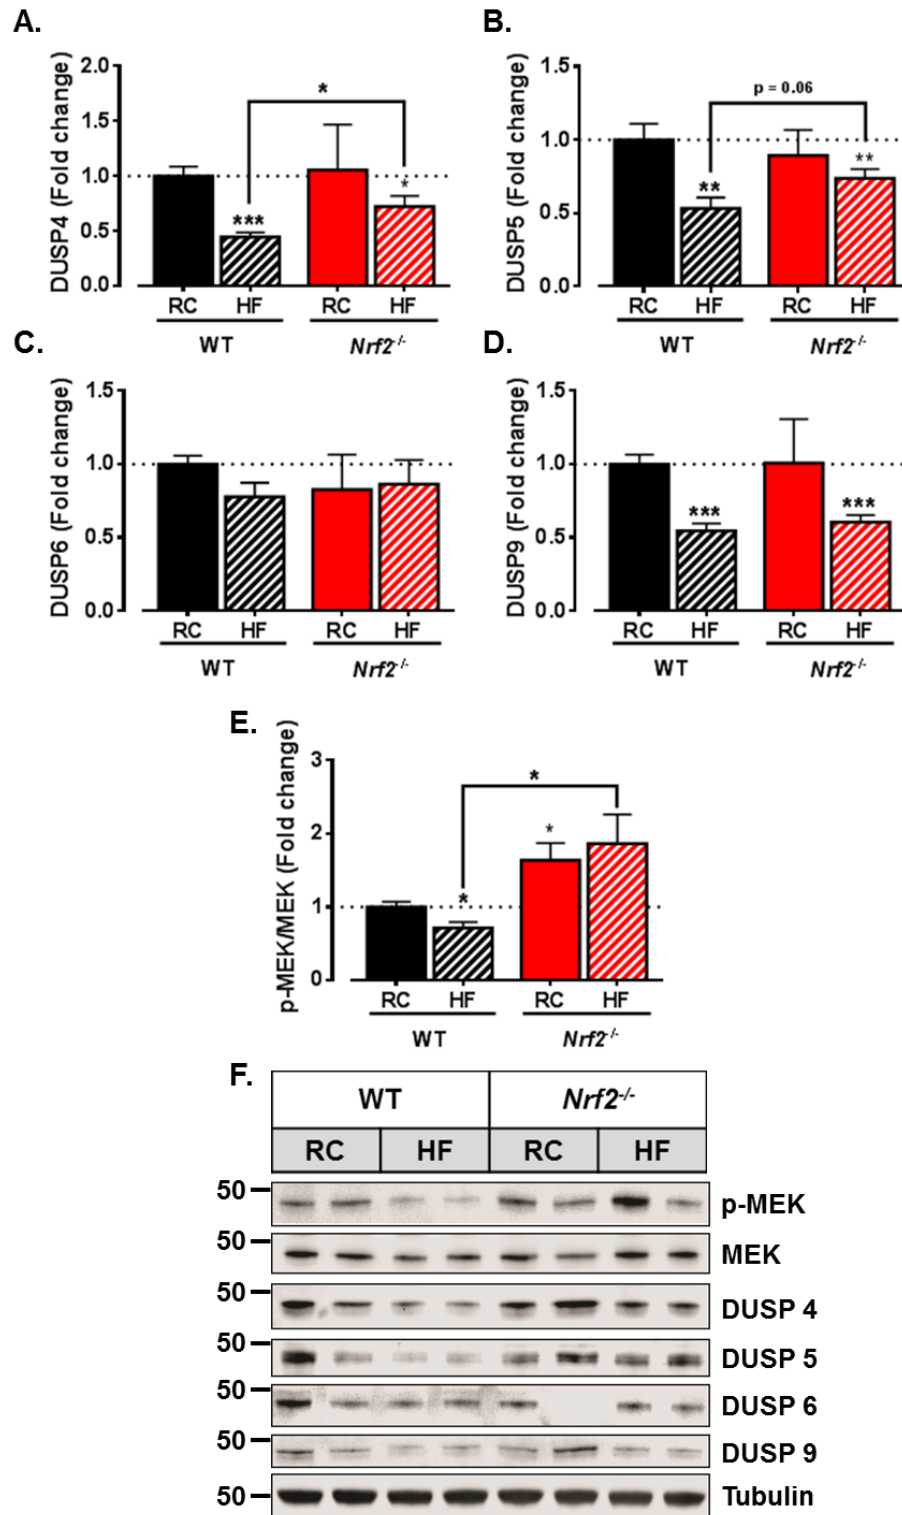 A.
DUSP4 (Fold change)
2.0
1.5
1.0
0.5
0.0
*
***
*
RC HF RC HF
WT Nrf2-/-
B.
DUSP5 (Fold change)
1.5
1.0
0.5
0.0
p = 0.06
**
**
RC HF RC HF
WT Nrf2-/-
C.
DUSP6 (Fold change)
1.5
1.0
0.5
0.0
RC HF RC HF
WT Nrf2-/-
D.
DUSP9 (Fold change)
1.5
1.0
0.5
0.0
***
***
RC HF RC HF
WT Nrf2-/-
E.
p-MEK/MEK (Fold change)
3
2
1
0
*
*
*
RC HF RC HF
WT Nrf2-/-
F.
WT Nrf2-/-
RC HF RC HF
50 p-MEK
50 MEK
50 DUSP 4
50 DUSP 5
50 DUSP 6
50 DUSP 9
50 Tubulin